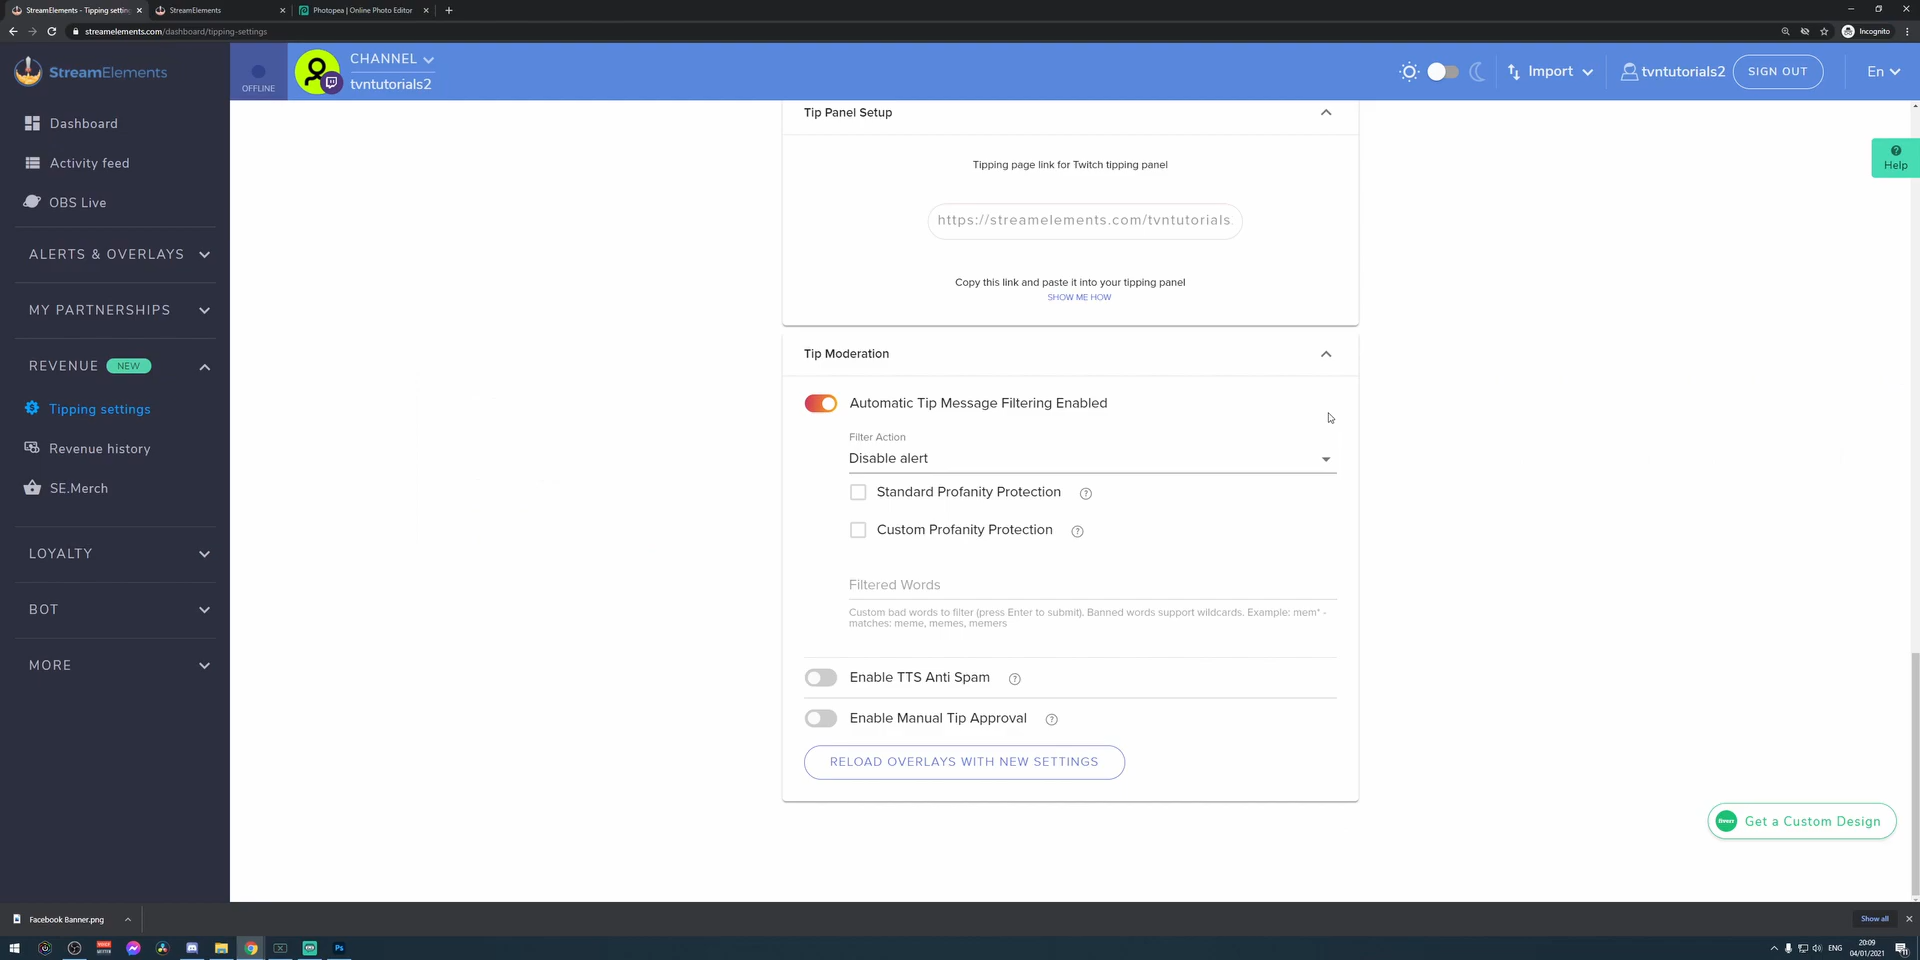 StreamElements - Tipping settin
StreamElements
Photopea | Online Photo Editor
streamelements.com/dashboard/tipping-settings
Incognito
StreamElements
OFFLINE
CHANNEL
tvntutorials2
Import
tvntutorials2
SIGN OUT
En
Dashboard
Activity feed
OBS Live
ALERTS & OVERLAYS
MY PARTNERSHIPS
REVENUE NEW
Tipping settings
Revenue history
SE.Merch
LOYALTY
BOT
MORE
Tip Panel Setup
Tipping page link for Twitch tipping panel
https://streamelements.com/tvntutorials
Copy this link and paste it into your tipping panel
SHOW ME HOW
Help
Tip Moderation
Automatic Tip Message Filtering Enabled
Filter Action
Disable alert
Standard Profanity Protection
Custom Profanity Protection
Filtered Words
Custom bad words to filter (press Enter to submit). Banned words support wildcards. Example: mem* -
matches: meme, memes, memers
Enable TTS Anti Spam
Enable Manual Tip Approval
RELOAD OVERLAYS WITH NEW SETTINGS
fiverr Get a Custom Design
Facebook Banner.png
Show all
Ps
ENG
20:09
04/01/2021